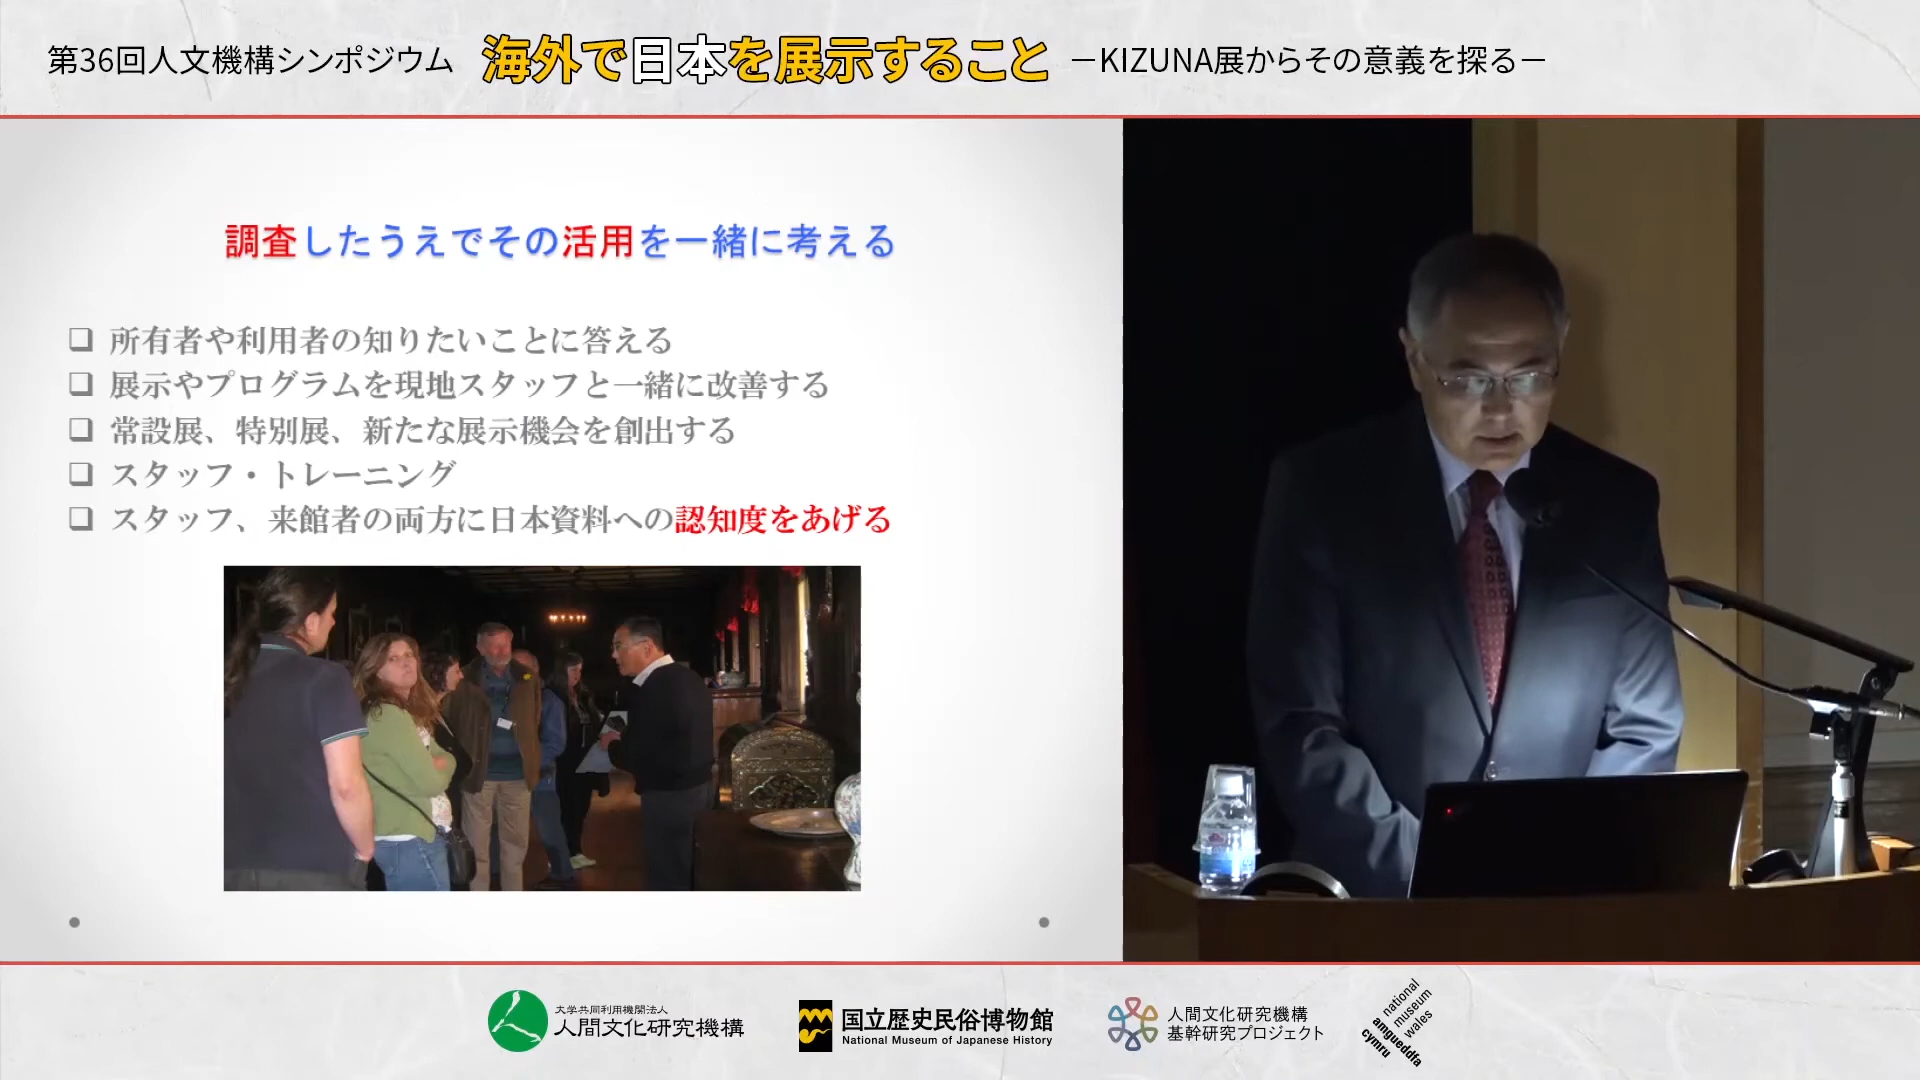 第36回人文機構シンポジウム 海外で日本を展示すること －KIZUNA展からその意義を探る－
調査したうえでその活用を一緒に考える
❑ 所有者や利用者の知りたいことに答える
❑ 展示やプログラムを現地スタッフと一緒に改善する
❑ 常設展、特別展、新たな展示機会を創出する
❑ スタッフ・トレーニング
❑ スタッフ、来館者の両方に日本資料への認知度をあげる
大学共同利用機関法人
人間文化研究機構
国立歴史民俗博物館
National Museum of Japanese History
人間文化研究機構
基幹研究プロジェクト
national
museum
wales
amgueddfa
cymru